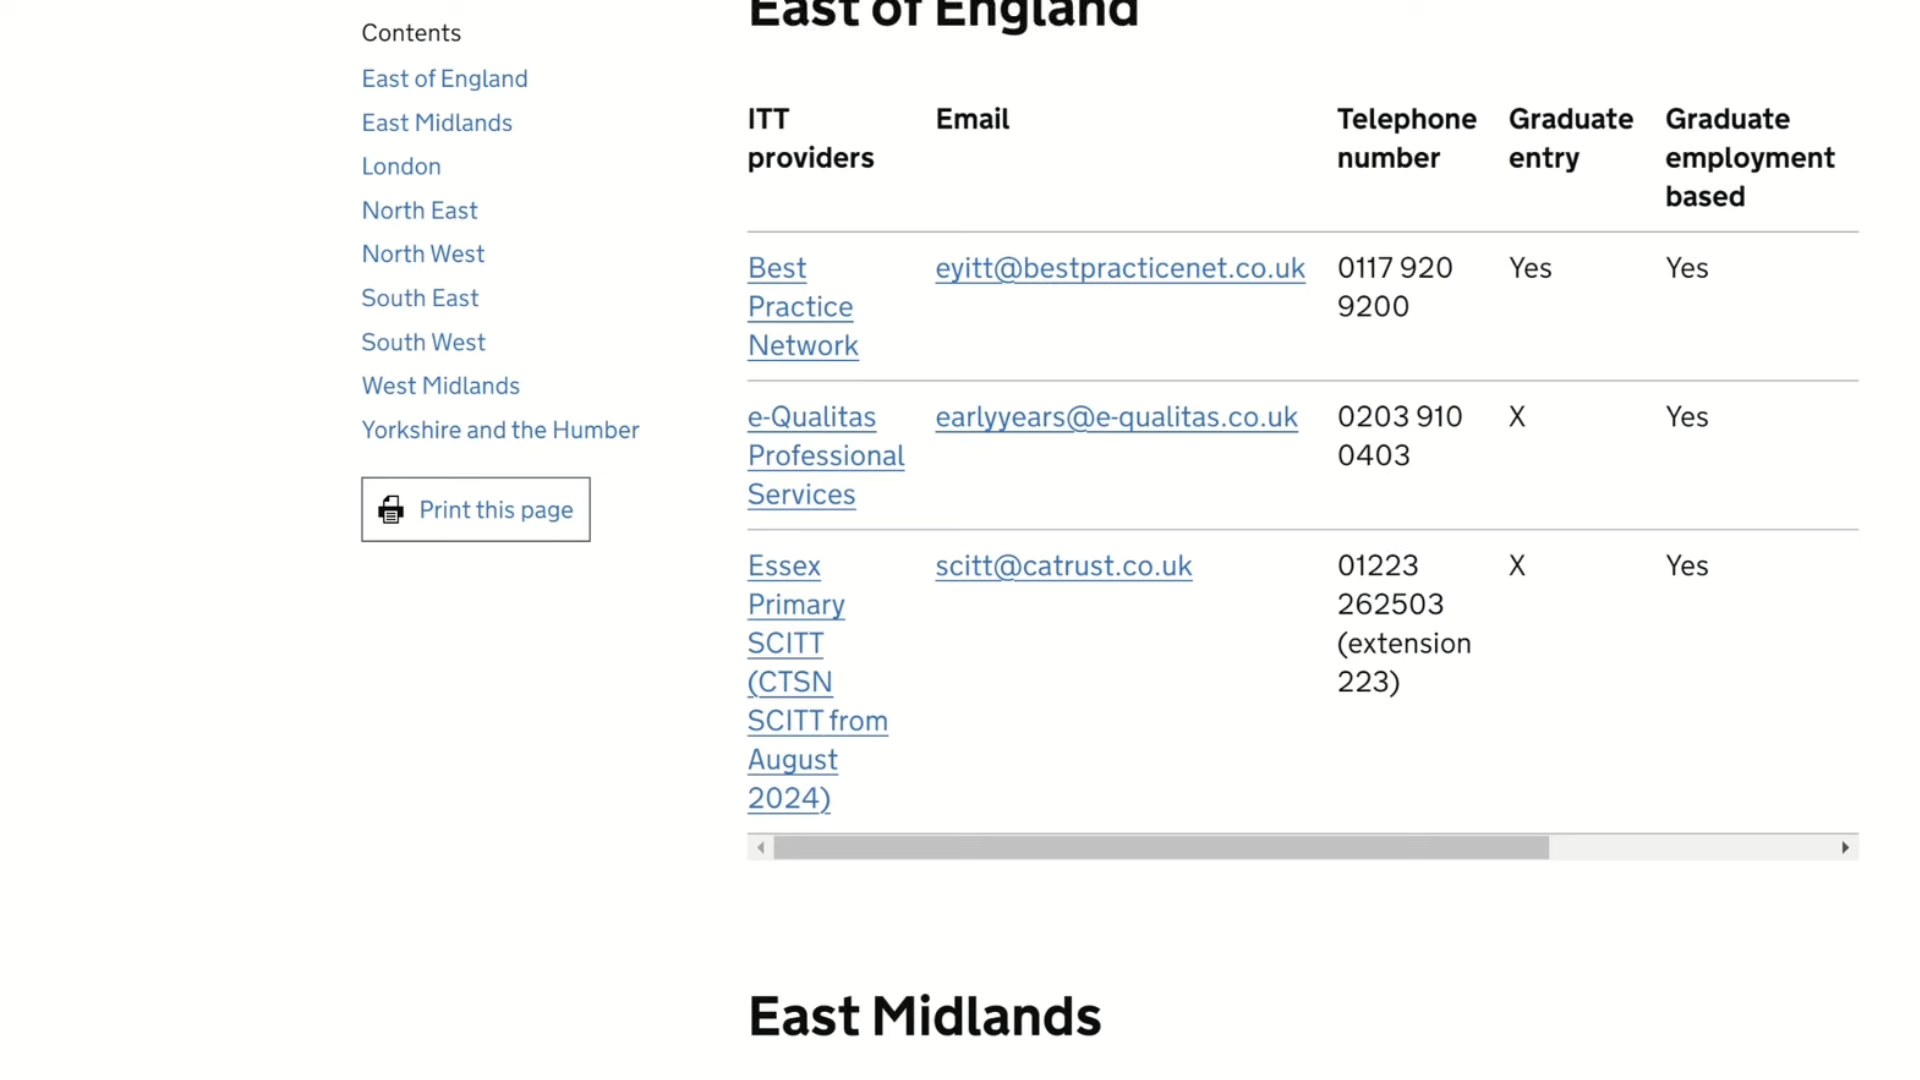 Contents
East of England
East Midlands
London
North East
North West
South East
South West
West Midlands
Yorkshire and the Humber
Print this page
East of England
ITT providers
Email
Telephone number
Graduate entry
Graduate employment based
Best Practice Network
eyitt@bestpracticenet.co.uk
0117 920 9200
Yes
Yes
e-Qualitas Professional Services
earlyyears@e-qualitas.co.uk
0203 910 0403
X
Yes
Essex Primary SCITT (CTSN SCITT from August 2024)
scitt@catrust.co.uk
01223 262503 (extension 223)
X
Yes
East Midlands